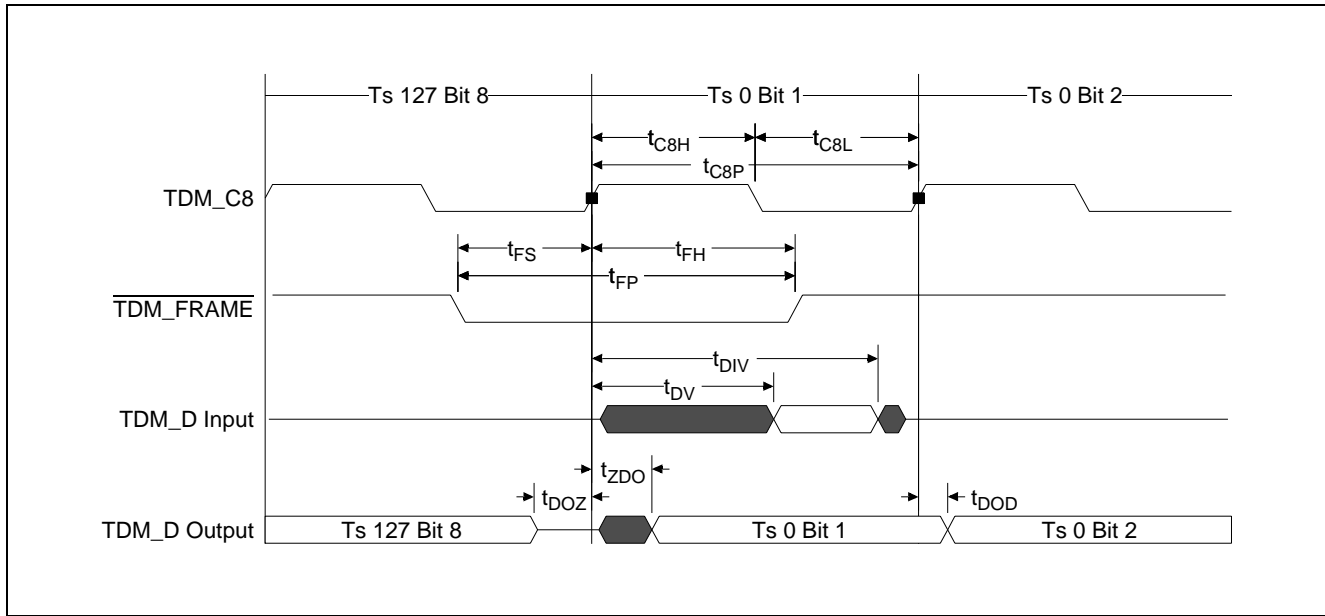 Ts 127 Bit 8 Ts 0 Bit 1 Ts 0 Bit 2
tC8H tC8L
tC8P
TDM_C8
tFS tFH
tFP
TDM_FRAME
tDIV
tDV
TDM_D Input
tZDO
tDOZ tDOD
TDM_D Output Ts 127 Bit 8 Ts 0 Bit 1 Ts 0 Bit 2